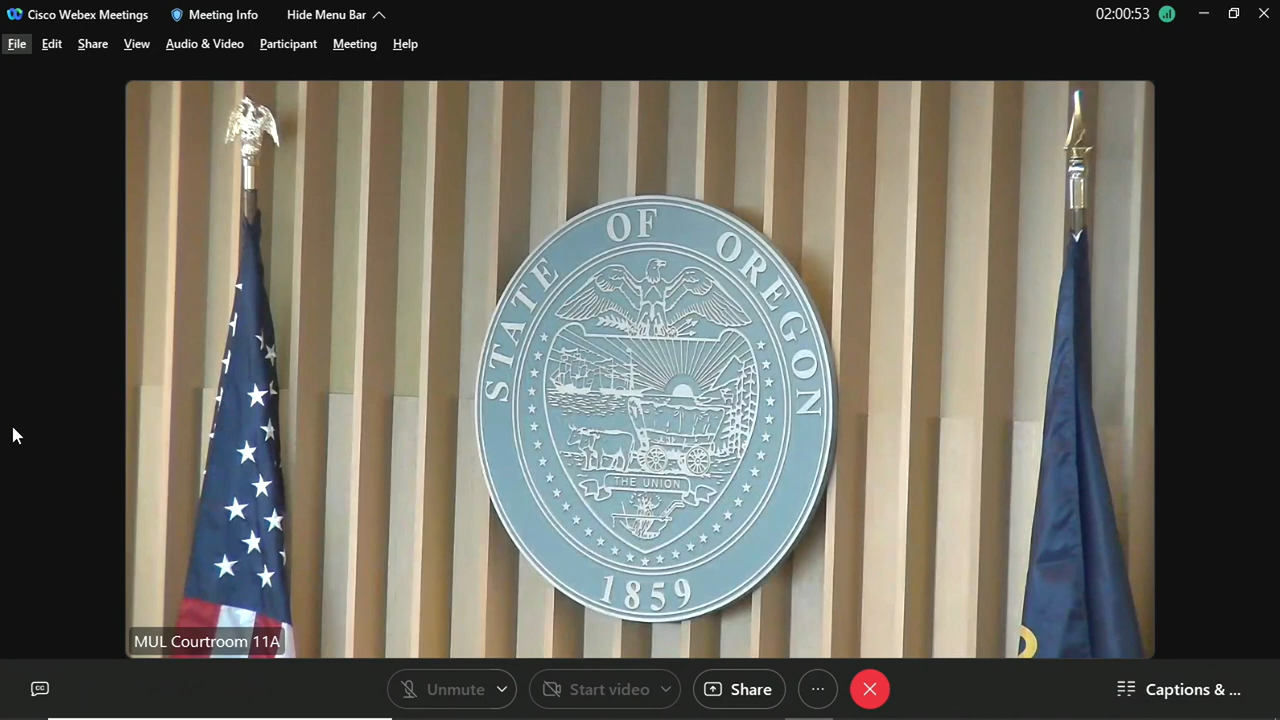 Cisco Webex Meetings Meeting Info Hide Menu Bar 02:00:53
File Edit Share View Audio & Video Participant Meeting Help
STATE OF OREGON
THE UNION
1859
MUL Courtroom 11A
CC Unmute Start video Share Captions & ...